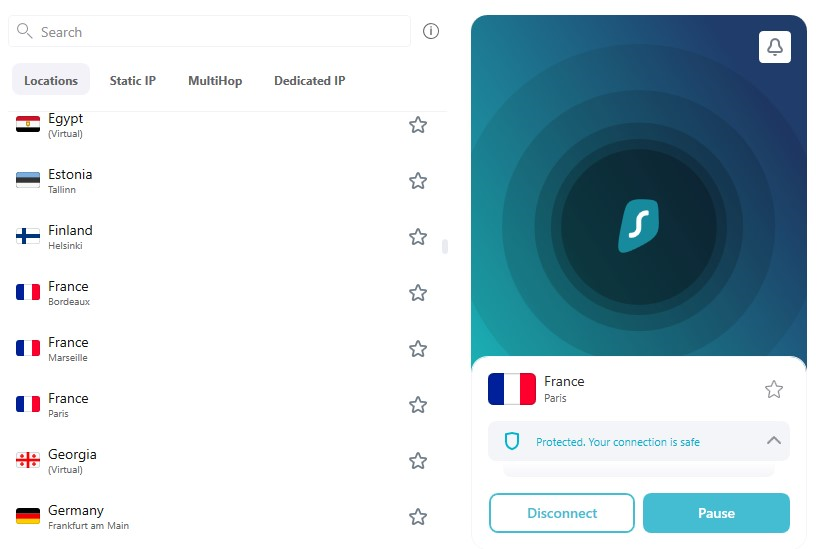 Search
Locations
Static IP
MultiHop
Dedicated IP
Egypt
(Virtual)
Estonia
Tallinn
Finland
Helsinki
France
Bordeaux
France
Marseille
France
Paris
Georgia
(Virtual)
Germany
Frankfurt am Main
France
Paris
Protected. Your connection is safe
Disconnect
Pause